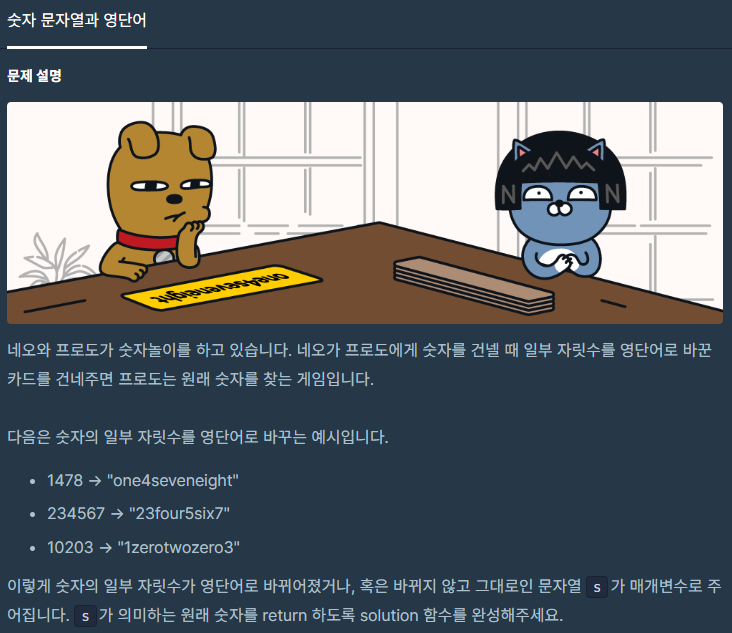 숫자 문자열과 영단어
문제 설명
N N
one4seveneight
네오와 프로도가 숫자놀이를 하고 있습니다. 네오가 프로도에게 숫자를 건넬 때 일부 자릿수를 영단어로 바꾼
카드를 건네주면 프로도는 원래 숫자를 찾는 게임입니다.
다음은 숫자의 일부 자릿수를 영단어로 바꾸는 예시입니다.
• 1478 → "one4seveneight"
• 234567 → "23four5six7"
• 10203 → "1zerotwozero3"
이렇게 숫자의 일부 자릿수가 영단어로 바뀌어졌거나, 혹은 바뀌지 않고 그대로인 문자열 s 가 매개변수로 주
어집니다. s 가 의미하는 원래 숫자를 return 하도록 solution 함수를 완성해주세요.